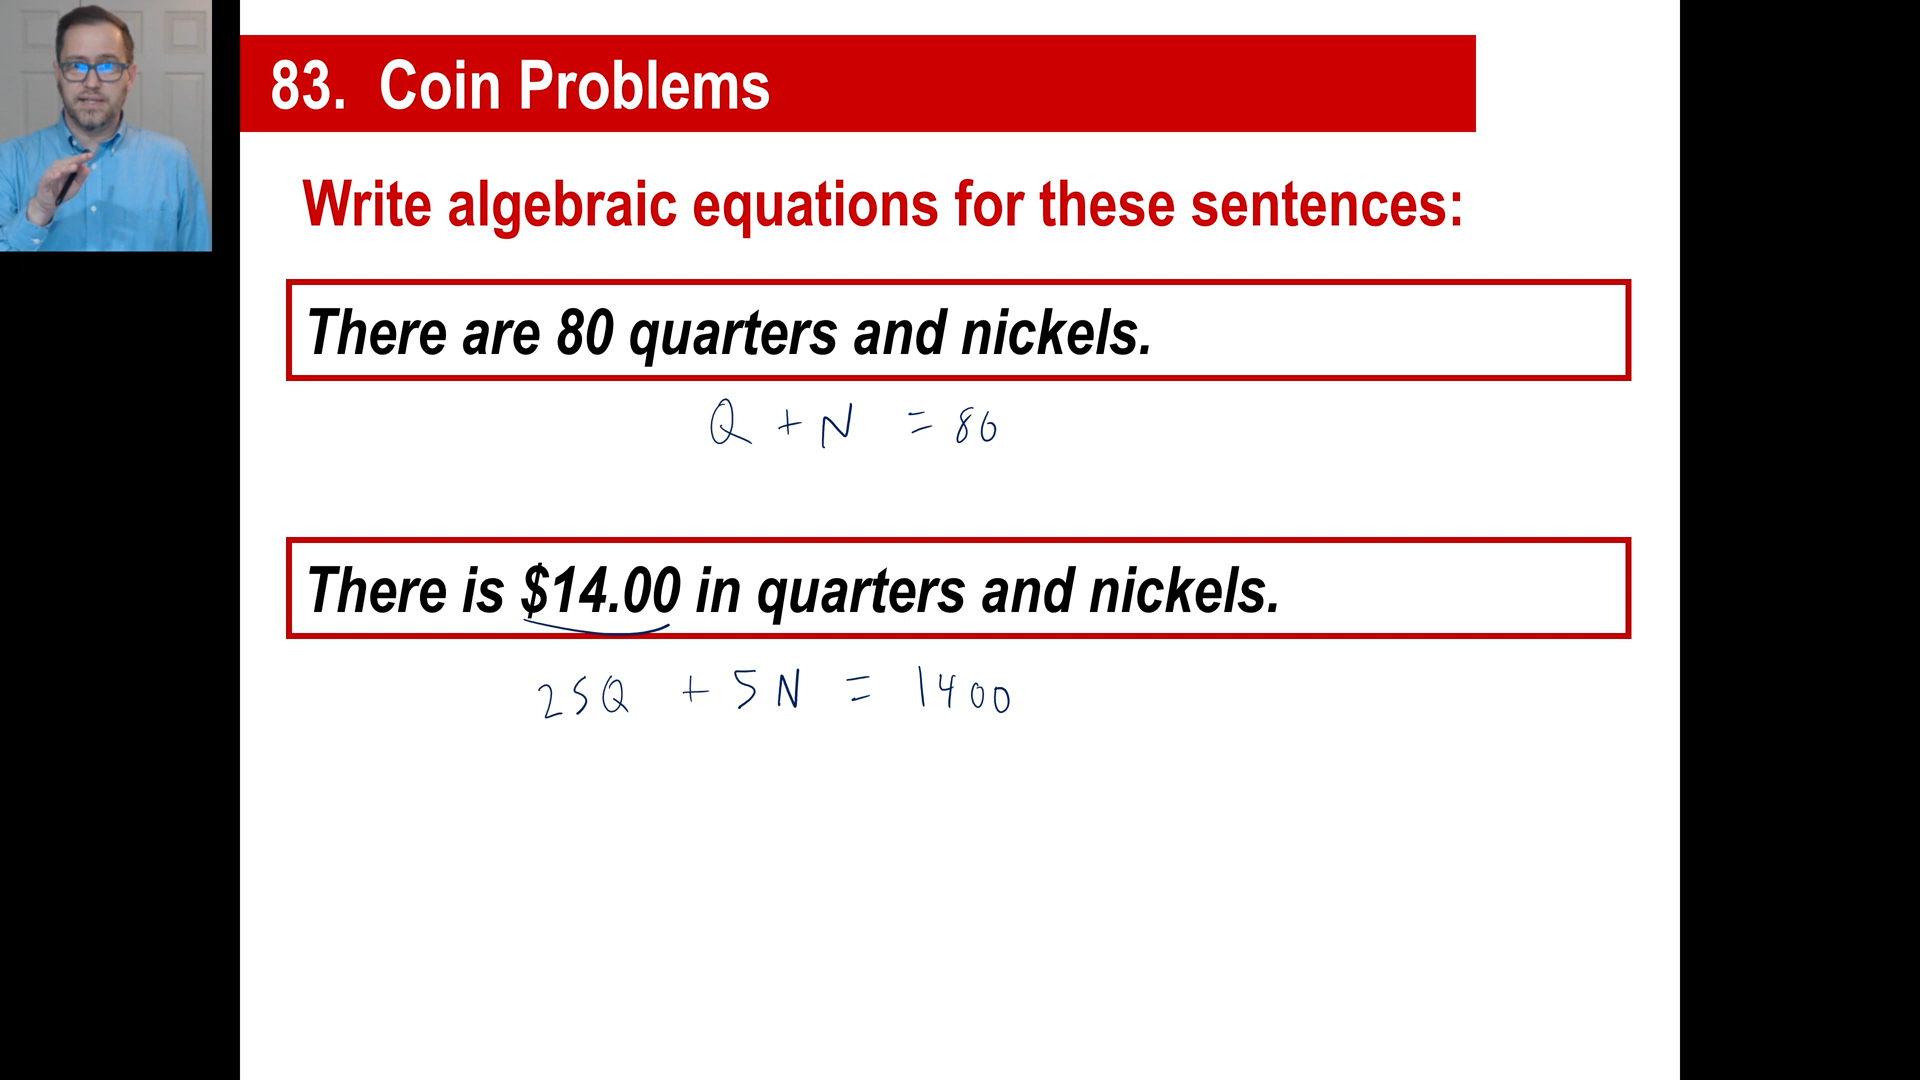 83. Coin Problems
Write algebraic equations for these sentences:
There are 80 quarters and nickels.
Q + N = 80
There is $14.00 in quarters and nickels.
25Q + 5N = 1400